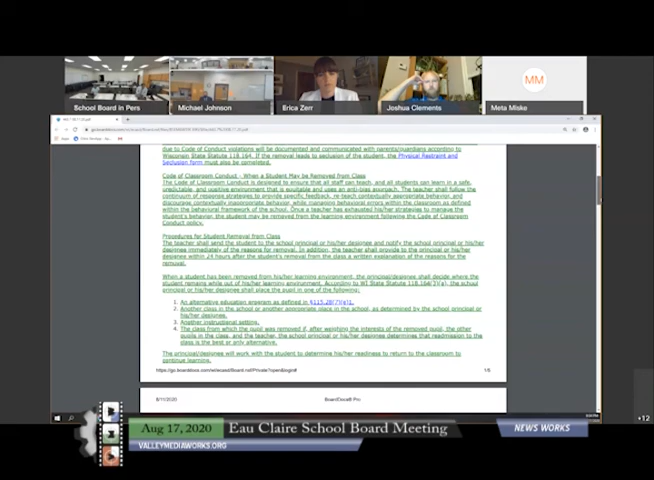 School Board in Pers
Michael Johnson
Erica Zerr
Joshua Clements
MM
Meta Miske
due to Code of Conduct violations will be documented and communicated with parents/guardians according to
Wisconsin State Statute 118.164. If the removal leads to seclusion of the student, the Physical Restraint and
Seclusion form must also be completed.
Code of Classroom Conduct - When a Student May be Removed from Class
The Code of Classroom Conduct is designed to ensure that all staff can teach, and all students can learn in a safe,
and positive environment that is equitable and uses an anti-bias approach. The teacher shall follow the
continuum of response strategies to provide specific feedback, re-teach contextually appropriate behavior, and
discourage contextually inappropriate behavior, while managing behavioral errors within the classroom as defined
within the behavioral framework of the school. Once a teacher has exhausted his/her strategies to manage the
student's behavior, the student may be removed from the learning environment following the Code of Classroom
Conduct policy.
Procedures for Student Removal from Class
The teacher shall send the student to the school principal or his/her designee and notify the school principal or his/her
designee immediately of the reasons for removal. In addition, the teacher shall provide to the principal or his/her
designee within 24 hours after the student's removal from the class a written explanation of the reasons for the
removal.
When a student has been removed from his/her learning environment, the principal/designee shall decide where the
student remains while out of his/her learning environment. According to WI State Statute 118.164(3)(a), the school
principal or his/her designee shall place the pupil in one of the following:
1. An alternative education program as defined in §115.28(7)(e)1.
2. Another class in the school or another appropriate place in the school, as determined by the school principal or
his/her designee.
3. Another instructional setting.
4. The class from which the pupil was removed if, after weighing the interests of the removed pupil, the other
pupils in the class, and the teacher, the school principal or his/her designee determines that readmission to the
class is the best or only alternative.
The principal/designee will work with the student to determine his/her readiness to return to the classroom to
continue learning.
1/5
8/11/2020
BoardDocs® Pro
+12
Aug 17, 2020
Eau Claire School Board Meeting
NEWS WORKS
VALLEYMEDIAWORKS.ORG